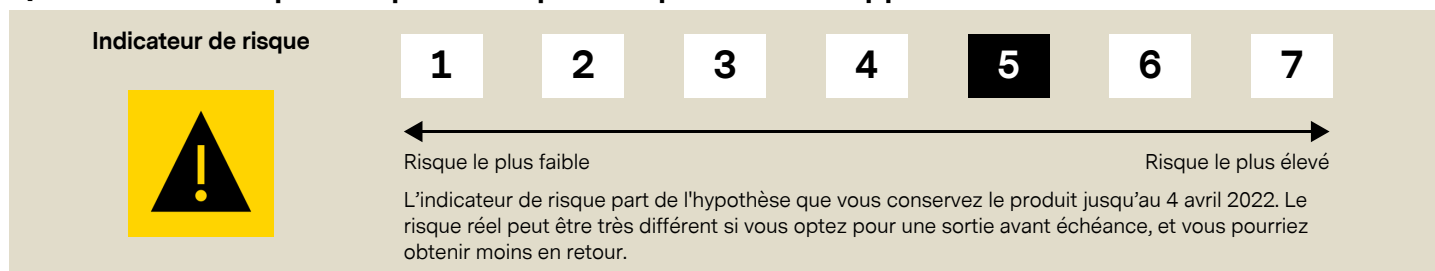 Indicateur de risque
1 2 3 4 5 6 7
Risque le plus faible Risque le plus élevé
L’indicateur de risque part de l'hypothèse que vous conservez le produit jusqu’au 4 avril 2022. Le
risque réel peut être très différent si vous optez pour une sortie avant échéance, et vous pourriez
obtenir moins en retour.